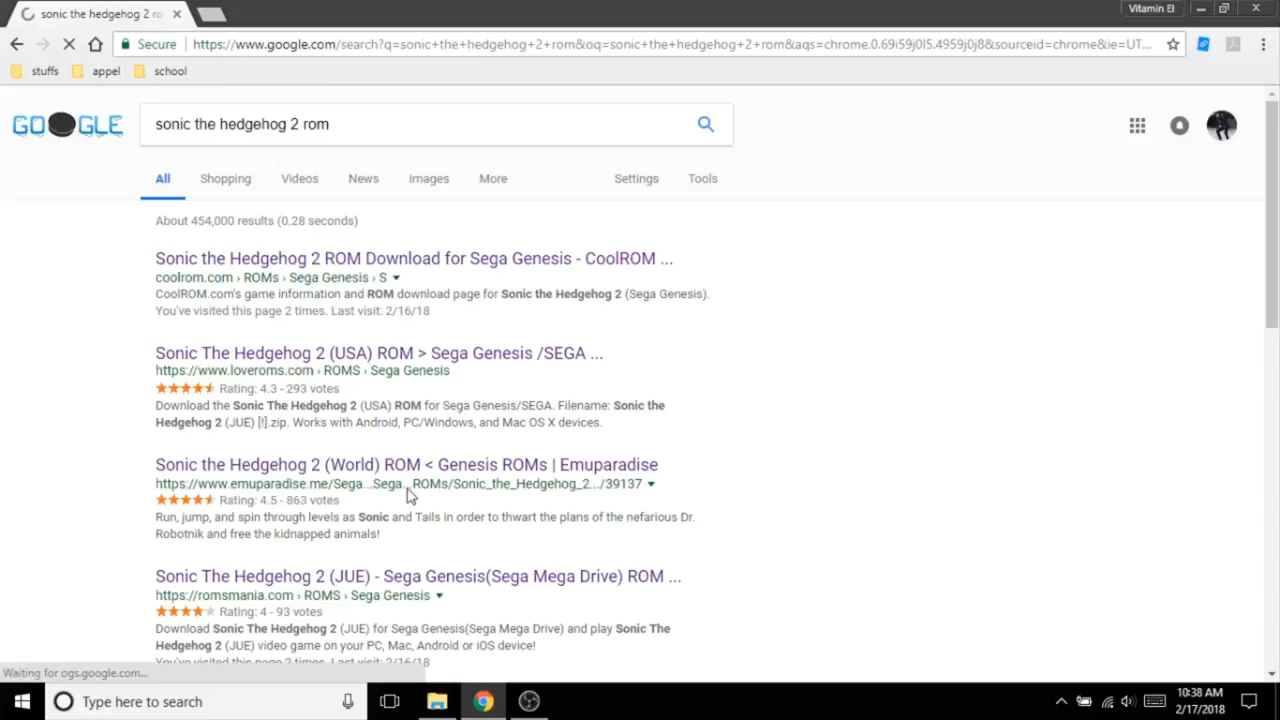 sonic the hedgehog 2 ro
Vitamin El
Secure
https://www.google.com/search?q=sonic+the+hedgehog+2+rom&oq=sonic+the+hedgehog+2+rom&aqs=chrome.0.69i59j0l5.4959j0j8&sourceid=chrome&ie=UT...
stuffs
appel
school
GOOGLE
sonic the hedgehog 2 rom
All
Shopping
Videos
News
Images
More
Settings
Tools
About 454,000 results (0.28 seconds)
Sonic the Hedgehog 2 ROM Download for Sega Genesis - CoolROM ...
coolrom.com › ROMs › Sega Genesis › S
CoolROM.com's game information and ROM download page for Sonic the Hedgehog 2 (Sega Genesis).
You've visited this page 2 times. Last visit: 2/16/18
Sonic The Hedgehog 2 (USA) ROM > Sega Genesis /SEGA ...
https://www.loveroms.com › ROMS › Sega Genesis
Rating: 4.3 - 293 votes
Download the Sonic The Hedgehog 2 (USA) ROM for Sega Genesis/SEGA. Filename: Sonic the
Hedgehog 2 (JUE) [!].zip. Works with Android, PC/Windows, and Mac OS X devices.
Sonic the Hedgehog 2 (World) ROM < Genesis ROMs | Emuparadise
https://www.emuparadise.me/Sega...Sega...ROMs/Sonic_the_Hedgehog_2.../39137
Rating: 4.5 - 863 votes
Run, jump, and spin through levels as Sonic and Tails in order to thwart the plans of the nefarious Dr.
Robotnik and free the kidnapped animals!
Sonic The Hedgehog 2 (JUE) - Sega Genesis(Sega Mega Drive) ROM ...
https://romsmania.com › ROMS › Sega Genesis
Rating: 4 - 93 votes
Download Sonic The Hedgehog 2 (JUE) for Sega Genesis(Sega Mega Drive) and play Sonic The
Hedgehog 2 (JUE) video game on your PC, Mac, Android or iOS device!
You've visited this page 2 times. Last visit: 2/16/18
Waiting for ogs.google.com...
Type here to search
10:38 AM
2/17/2018